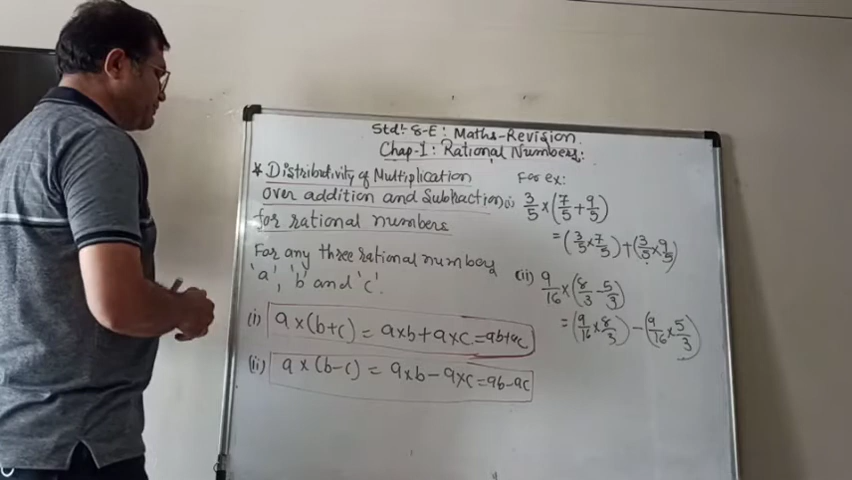 Std:- 8-E : Maths-Revision
Chap-1 : Rational Numbers:
* Distributivity of Multiplication
over addition and Subtraction
for rational numbers
For any three rational numbers
'a', 'b' and 'c'.
(i) a×(b+c) = a×b+a×c=ab+ac
(ii) a×(b-c) = a×b-a×c=ab-ac
For ex:
(i) 3/5 × (7/5 + 9/5)
= (3/5 × 7/5) + (3/5 × 9/5)
(ii) 9/16 × (8/3 - 5/3)
= (9/16 × 8/3) - (9/16 × 5/3)